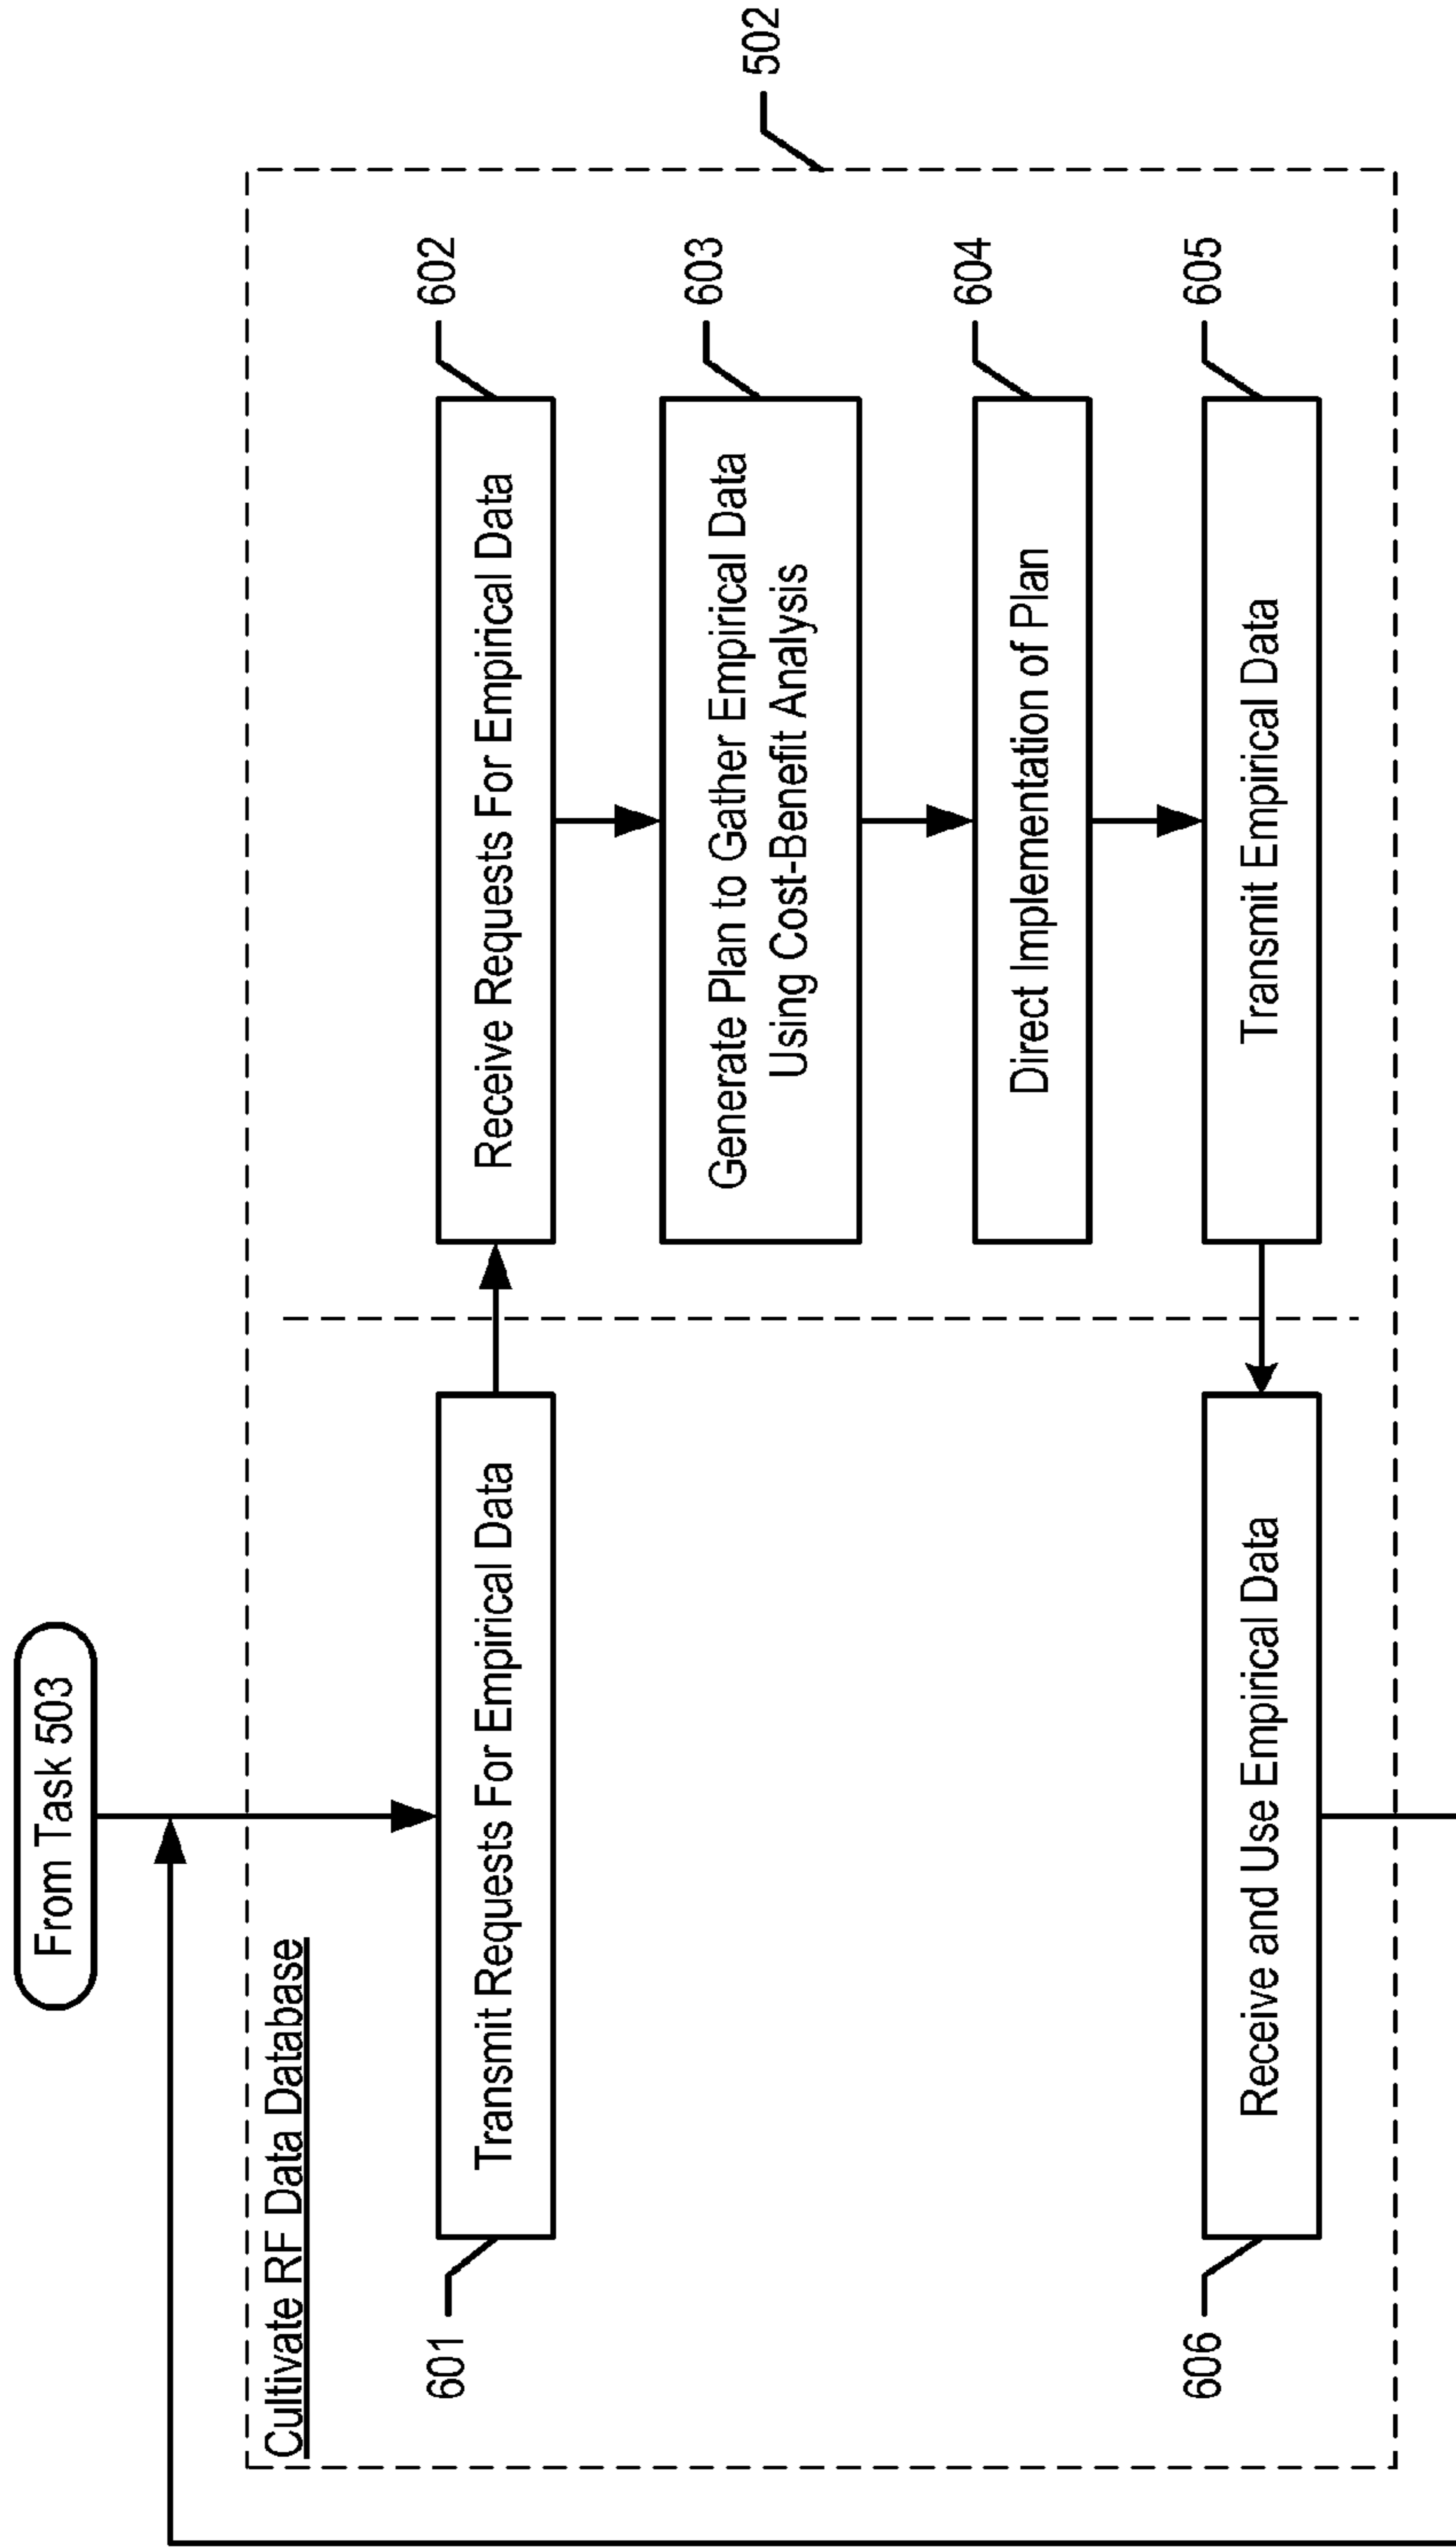 From Task 503
Cultivate RF Data Database
502
601
Transmit Requests For Empirical Data
Receive Requests For Empirical Data
602
Generate Plan to Gather Empirical Data
Using Cost-Benefit Analysis
603
Direct Implementation of Plan
604
606
Receive and Use Empirical Data
Transmit Empirical Data
605